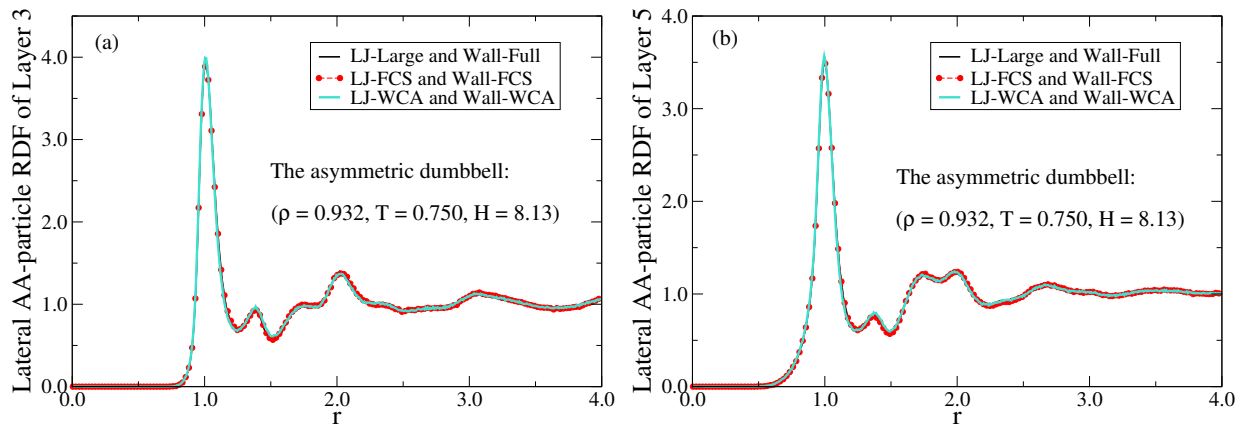 Lateral AA-particle RDF of Layer 3
(a)
LJ-Large and Wall-Full
LJ-FCS and Wall-FCS
LJ-WCA and Wall-WCA
The asymmetric dumbbell:
(ρ = 0.932, T = 0.750, H = 8.13)
4.0
3.0
2.0
1.0
0.0
0.0 1.0 2.0 3.0 4.0
r
Lateral AA-particle RDF of Layer 5
(b)
LJ-Large and Wall-Full
LJ-FCS and Wall-FCS
LJ-WCA and Wall-WCA
The asymmetric dumbbell:
(ρ = 0.932, T = 0.750, H = 8.13)
4.0
3.0
2.0
1.0
0.0
0.0 1.0 2.0 3.0 4.0
r